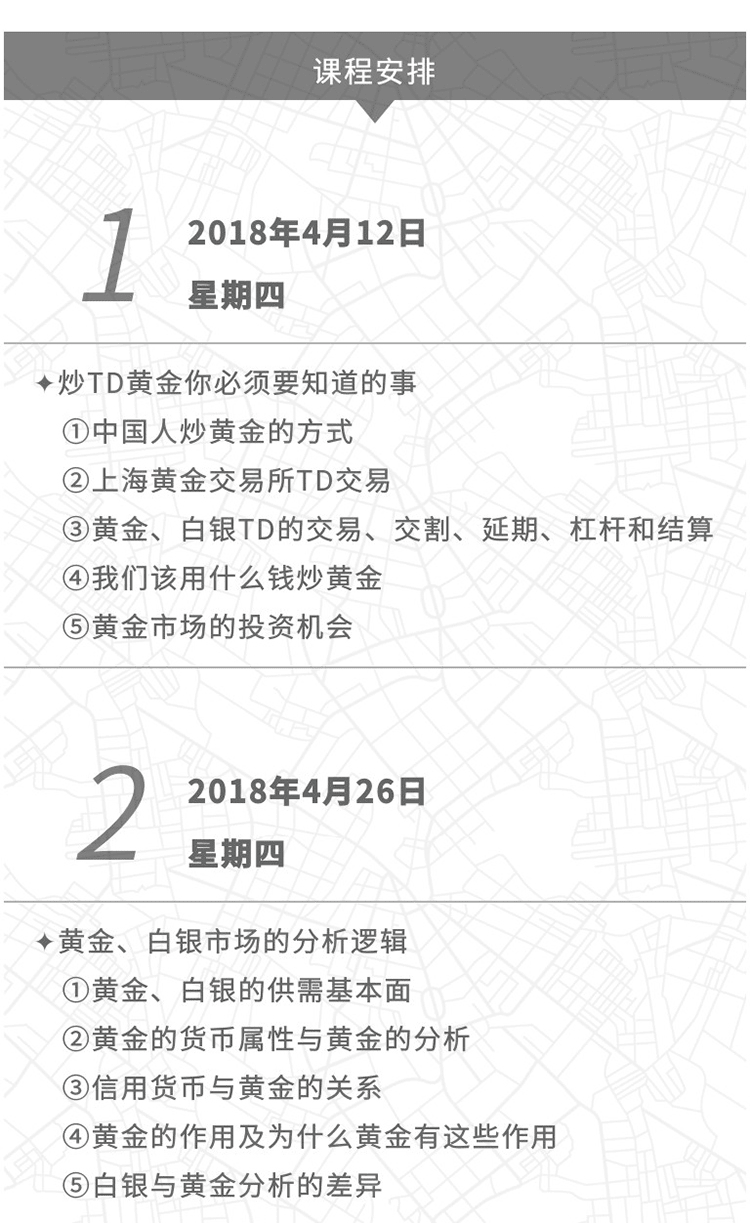 课程安排
1
2018年4月12日
星期四
✦炒TD黄金你必须要知道的事
①中国人炒黄金的方式
②上海黄金交易所TD交易
③黄金、白银TD的交易、交割、延期、杠杆和结算
④我们该用什么钱炒黄金
⑤黄金市场的投资机会
2
2018年4月26日
星期四
✦黄金、白银市场的分析逻辑
①黄金、白银的供需基本面
②黄金的货币属性与黄金的分析
③信用货币与黄金的关系
④黄金的作用及为什么黄金有这些作用
⑤白银与黄金分析的差异